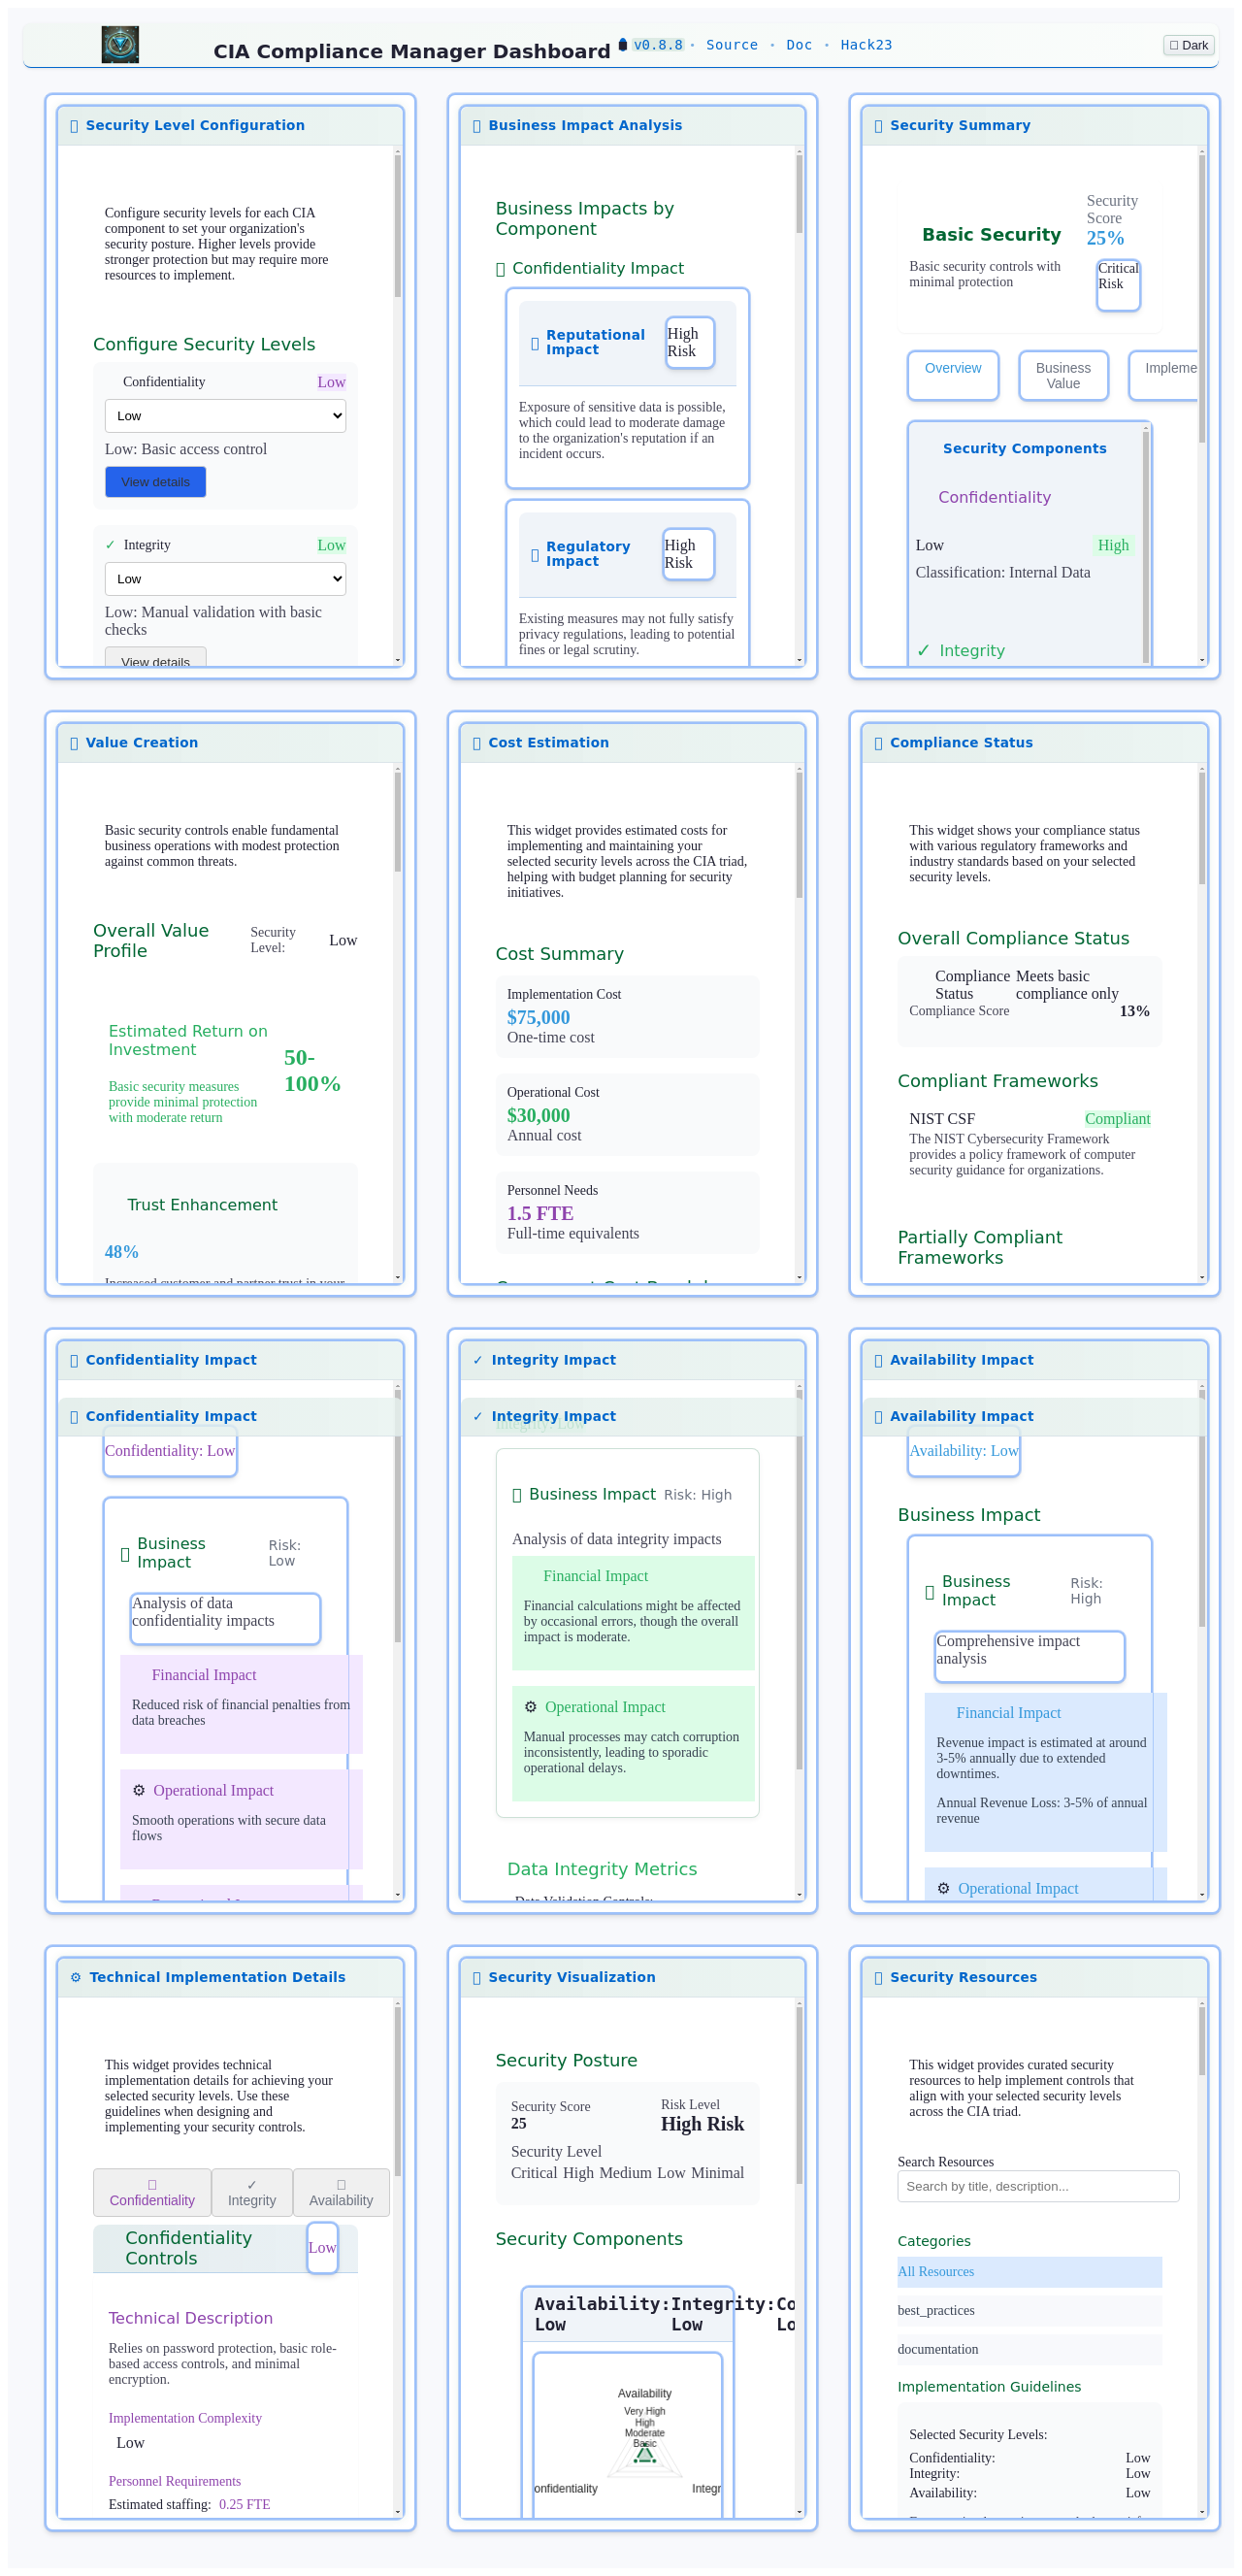 CIA Compliance Manager Dashboard v0.8.8 • Source • Doc • Hack23
Dark
Security Level Configuration
Configure security levels for each CIA
component to set your organization's
security posture. Higher levels provide
stronger protection but may require more
resources to implement.
Configure Security Levels
Confidentiality Low
Low
Low: Basic access control
View details
✓ Integrity Low
Low
Low: Manual validation with basic
checks
View details
Business Impact Analysis
Business Impacts by
Component
Confidentiality Impact
Reputational
Impact
High
Risk
Exposure of sensitive data is possible,
which could lead to moderate damage
to the organization's reputation if an
incident occurs.
Regulatory
Impact
High
Risk
Existing measures may not fully satisfy
privacy regulations, leading to potential
fines or legal scrutiny.
Security Summary
Basic Security
Basic security controls with
minimal protection
Security
Score
25%
Critical
Risk
Overview
Business
Value
Impleme
Security Components
Confidentiality
Low High
Classification: Internal Data
✓ Integrity
Value Creation
Basic security controls enable fundamental
business operations with modest protection
against common threats.
Overall Value
Profile
Security
Level:
Low
Estimated Return on
Investment
Basic security measures
provide minimal protection
with moderate return
50-
100%
Trust Enhancement
48%
Increased customer and partner trust in your
Cost Estimation
This widget provides estimated costs for
implementing and maintaining your
selected security levels across the CIA triad,
helping with budget planning for security
initiatives.
Cost Summary
Implementation Cost
$75,000
One-time cost
Operational Cost
$30,000
Annual cost
Personnel Needs
1.5 FTE
Full-time equivalents
Compliance Status
This widget shows your compliance status
with various regulatory frameworks and
industry standards based on your selected
security levels.
Overall Compliance Status
Compliance
Status
Meets basic
compliance only
Compliance Score 13%
Compliant Frameworks
NIST CSF Compliant
The NIST Cybersecurity Framework
provides a policy framework of computer
security guidance for organizations.
Partially Compliant
Frameworks
Confidentiality Impact
Confidentiality Impact
Confidentiality: Low
Business
Impact
Risk:
Low
Analysis of data
confidentiality impacts
Financial Impact
Reduced risk of financial penalties from
data breaches
⚙ Operational Impact
Smooth operations with secure data
flows
✓ Integrity Impact
✓ Integrity Impact
Integrity: Low
Business Impact Risk: High
Analysis of data integrity impacts
Financial Impact
Financial calculations might be affected
by occasional errors, though the overall
impact is moderate.
⚙ Operational Impact
Manual processes may catch corruption
inconsistently, leading to sporadic
operational delays.
Data Integrity Metrics
Data Validation Controls:
Availability Impact
Availability Impact
Availability: Low
Business Impact
Business
Impact
Risk:
High
Comprehensive impact
analysis
Financial Impact
Revenue impact is estimated at around
3-5% annually due to extended
downtimes.
Annual Revenue Loss: 3-5% of annual
revenue
⚙ Operational Impact
⚙ Technical Implementation Details
This widget provides technical
implementation details for achieving your
selected security levels. Use these
guidelines when designing and
implementing your security controls.
Confidentiality
✓
Integrity
Availability
Confidentiality
Controls
Low
Technical Description
Relies on password protection, basic role-
based access controls, and minimal
encryption.
Implementation Complexity
Low
Personnel Requirements
Estimated staffing: 0.25 FTE
Security Visualization
Security Posture
Security Score
25
Risk Level
High Risk
Security Level
Critical High Medium Low Minimal
Security Components
Availability:
Low
Integrity:
Low
Co
Lo
Availability
Very High
High
Moderate
Basic
onfidentiality
Integr
Security Resources
This widget provides curated security
resources to help implement controls that
align with your selected security levels
across the CIA triad.
Search Resources
Search by title, description...
Categories
All Resources
best_practices
documentation
Implementation Guidelines
Selected Security Levels:
Confidentiality: Low
Integrity: Low
Availability: Low